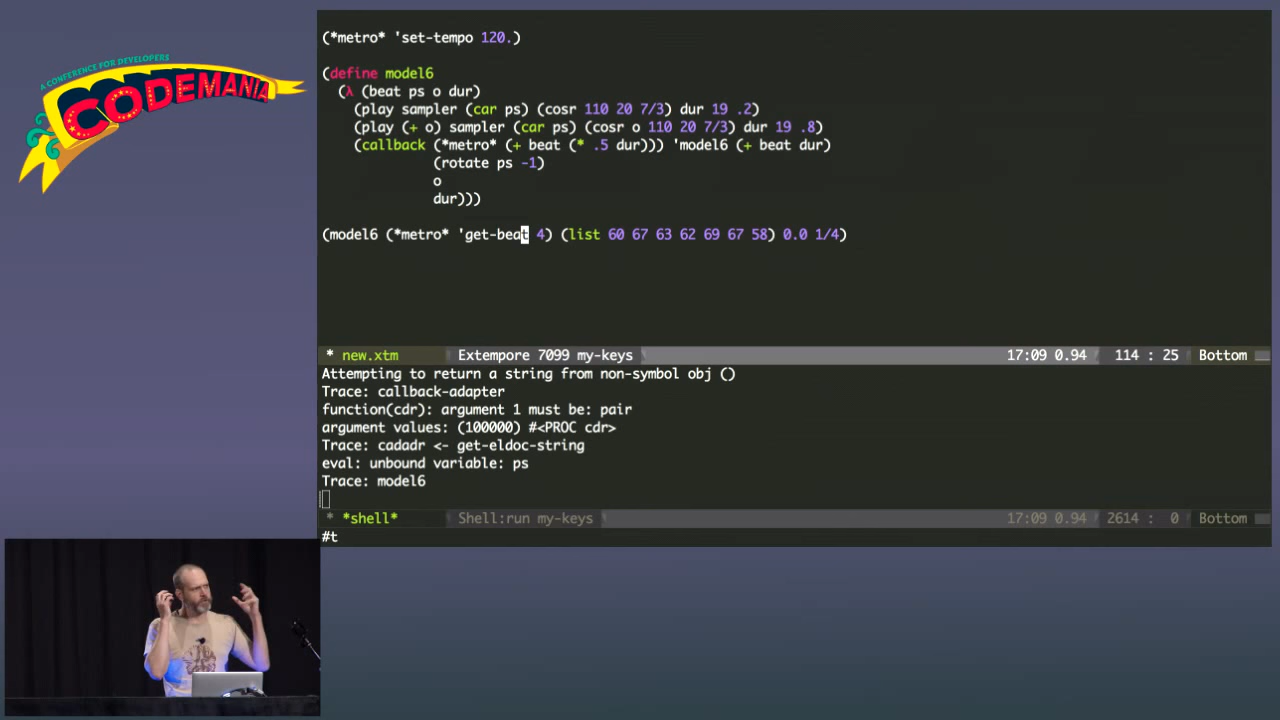 A CONFERENCE FOR DEVELOPERS
CODEMANIA
(*metro* 'set-tempo 120.)
(define model6
(λ (beat ps o dur)
(play sampler (car ps) (cosr 110 20 7/3) dur 19 .2)
(play (+ o) sampler (car ps) (cosr o 110 20 7/3) dur 19 .8)
(callback (*metro* (+ beat (* .5 dur))) 'model6 (+ beat dur)
(rotate ps -1)
o
dur)))
(model6 (*metro* 'get-beat 4) (list 60 67 63 62 69 67 58) 0.0 1/4)
* new.xtm Extempore 7099 my-keys 17:09 0.94 114 : 25 Bottom
Attempting to return a string from non-symbol obj ()
Trace: callback-adapter
function(cdr): argument 1 must be: pair
argument values: (100000) #<PROC cdr>
Trace: cadadr <- get-eldoc-string
eval: unbound variable: ps
Trace: model6
* *shell* Shell:run my-keys 17:09 0.94 2614 : 0 Bottom
#t